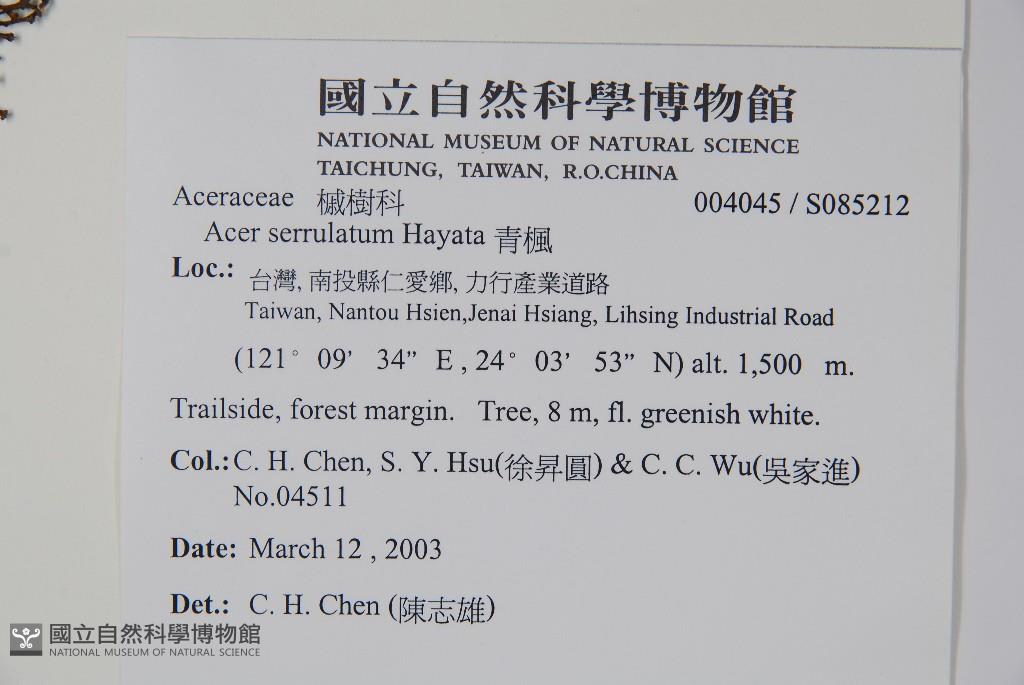 國立自然科學博物館
NATIONAL MUSEUM OF NATURAL SCIENCE
TAICHUNG, TAIWAN, R.O.CHINA
Aceraceae 槭樹科 004045 / S085212
Acer serrulatum Hayata 青楓
Loc.: 台灣, 南投縣仁愛鄉, 力行產業道路
Taiwan, Nantou Hsien,Jenai Hsiang, Lihsing Industrial Road
(121° 09’ 34” E , 24° 03’ 53” N) alt. 1,500 m.
Trailside, forest margin. Tree, 8 m, fl. greenish white.
Col.: C. H. Chen, S. Y. Hsu(徐昇圓) & C. C. Wu(吳家進)
No.04511
Date: March 12 , 2003
Det.: C. H. Chen (陳志雄)
國立自然科學博物館
NATIONAL MUSEUM OF NATURAL SCIENCE